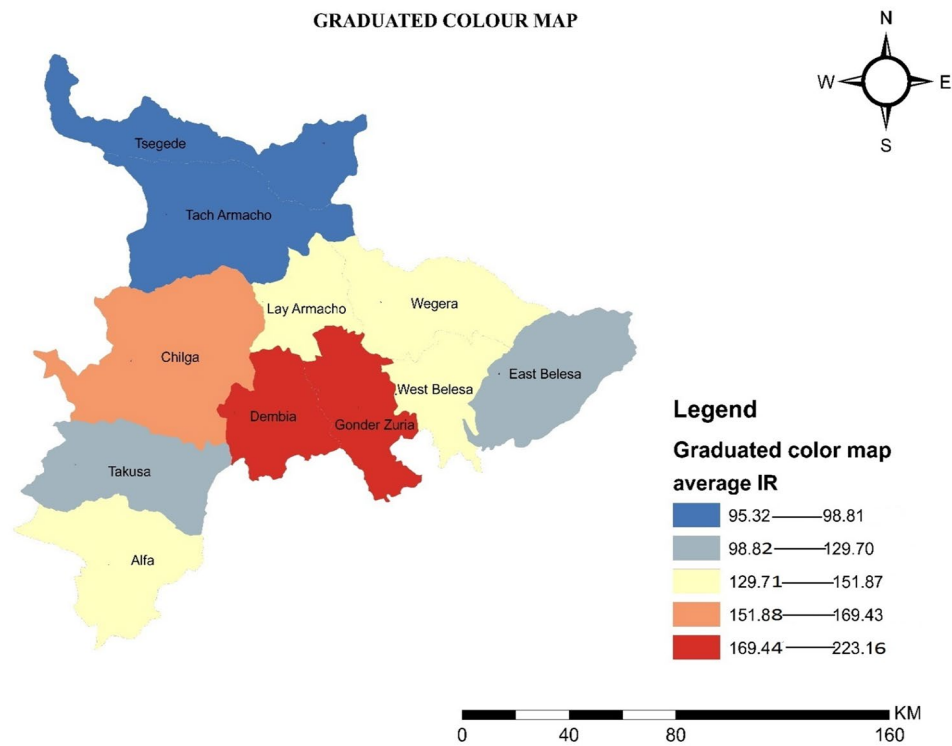 GRADUATED COLOUR MAP
N
W E
S
Tsegede
Tach Armacho
Lay Armacho
Wegera
Chilga
East Belesa
West Belesa
Dembia
Gonder Zuria
Takusa
Alfa
Legend
Graduated color map
average IR
95.32 98.81
98.82 129.70
129.71 151.87
151.88 169.43
169.44 223.16
KM
0 40 80 160